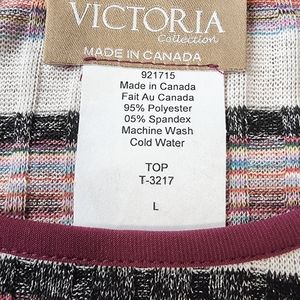 VICTORIA
Collection
MADE IN CANADA
921715
Made in Canada
Fait Au Canada
95% Polyester
05% Spandex
Machine Wash
Cold Water
TOP
T-3217
L